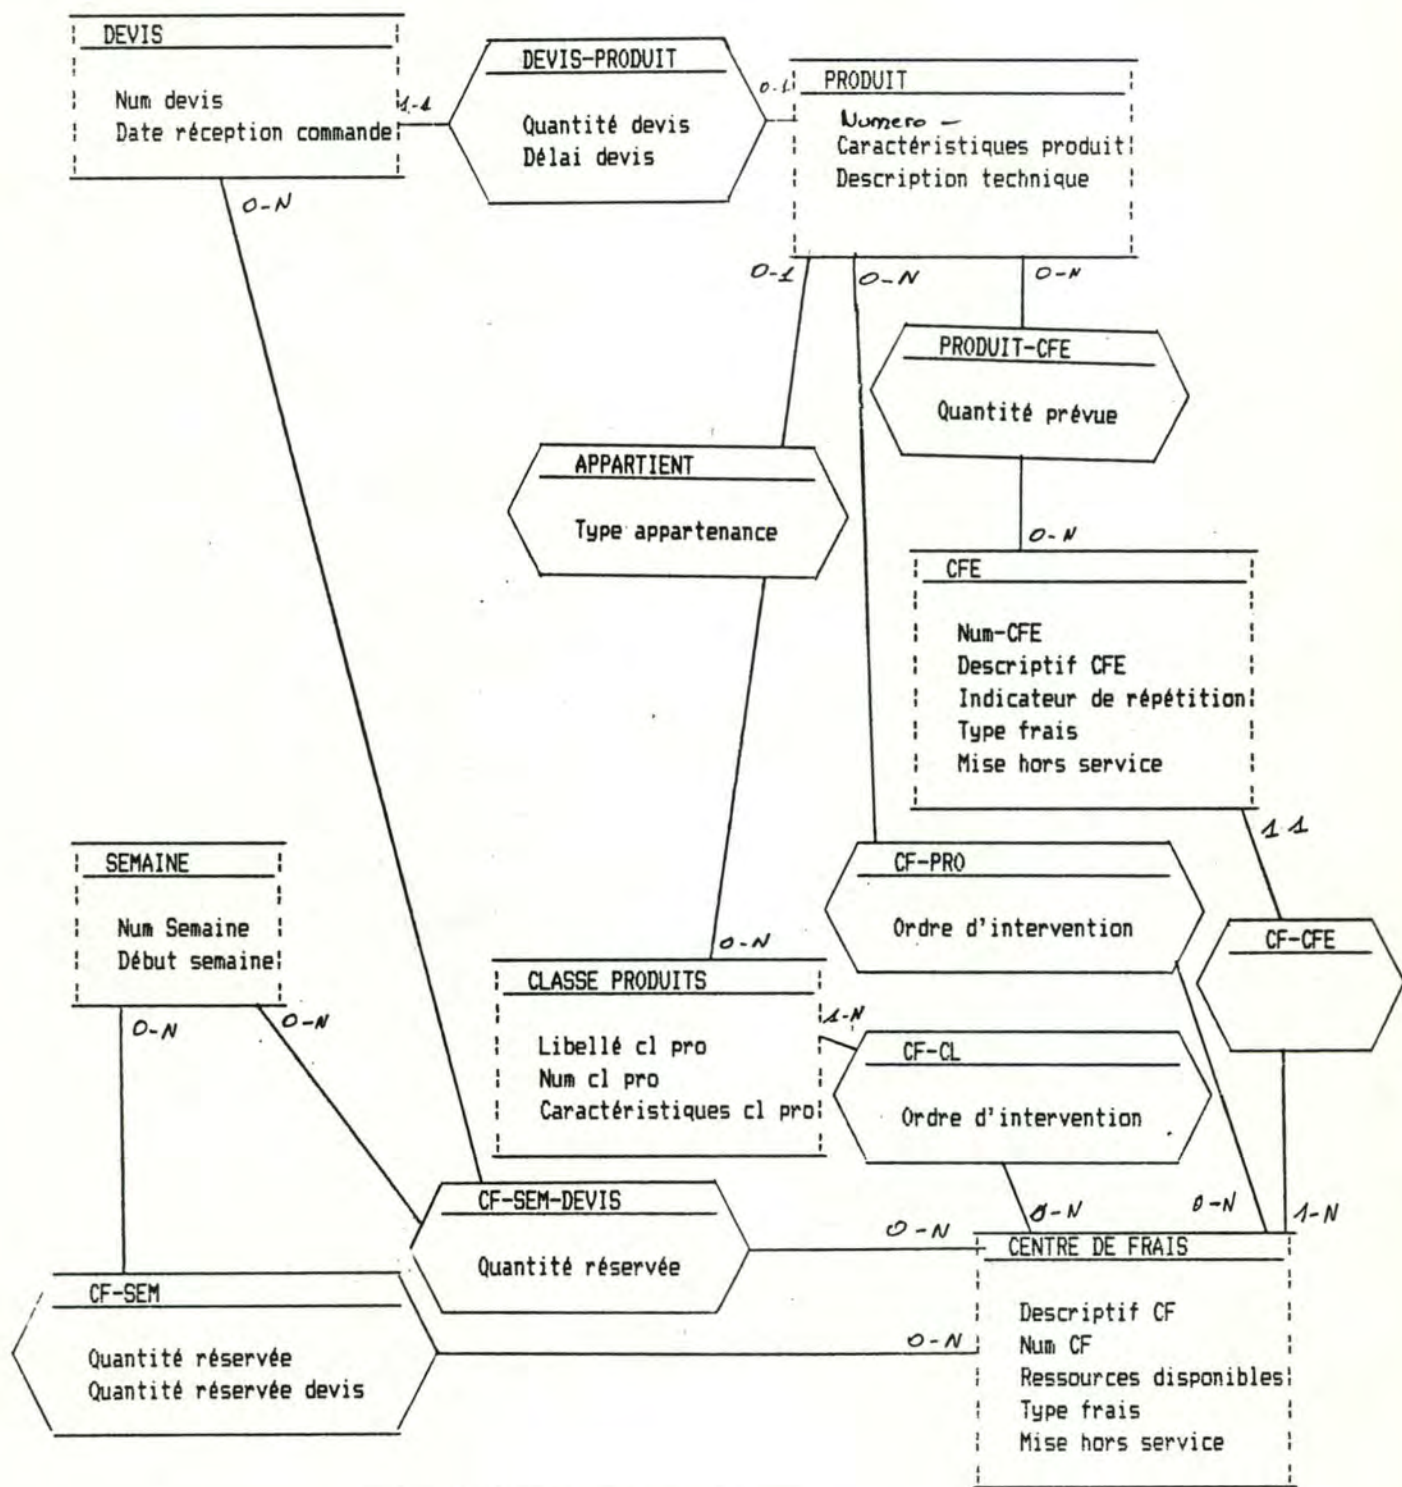 DEVIS
Num devis
Date réception commande
1-1
0-N
DEVIS-PRODUIT
Quantité devis
Délai devis
0-1
PRODUIT
Numero -
Caractéristiques produit
Description technique
0-1
0-N
0-N
PRODUIT-CFE
Quantité prévue
0-N
APPARTIENT
Type appartenance
CFE
Num-CFE
Descriptif CFE
Indicateur de répétition
Type frais
Mise hors service
1 1
SEMAINE
Num Semaine
Début semaine
0-N
0-N
CF-PRO
Ordre d'intervention
CF-CFE
0-N
CLASSE PRODUITS
Libellé cl pro
Num cl pro
Caractéristiques cl pro
1-N
CF-CL
Ordre d'intervention
CF-SEM-DEVIS
Quantité réservée
0-N
0-N
0-N
1-N
CENTRE DE FRAIS
Descriptif CF
Num CF
Ressources disponibles
Type frais
Mise hors service
CF-SEM
Quantité réservée
Quantité réservée devis
0-N